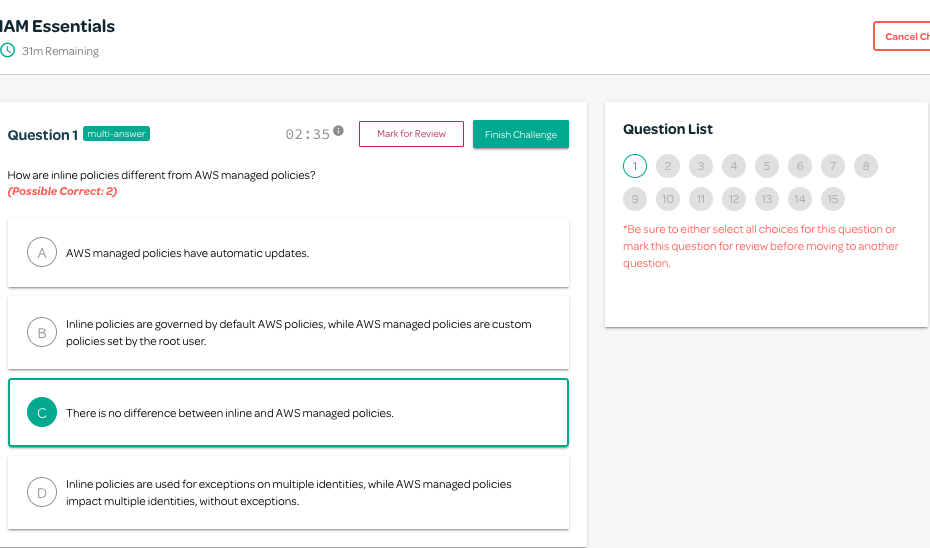 IAM Essentials
31m Remaining
Cancel Ch
Question 1 multi-answer
02:35
Mark for Review
Finish Challenge
How are inline policies different from AWS managed policies?
(Possible Correct: 2)
A
AWS managed policies have automatic updates.
B
Inline policies are governed by default AWS policies, while AWS managed policies are custom
policies set by the root user.
C
There is no difference between inline and AWS managed policies.
D
Inline policies are used for exceptions on multiple identities, while AWS managed policies
impact multiple identities, without exceptions.
Question List
1 2 3 4 5 6 7 8
9 10 11 12 13 14 15
*Be sure to either select all choices for this question or
mark this question for review before moving to another
question.